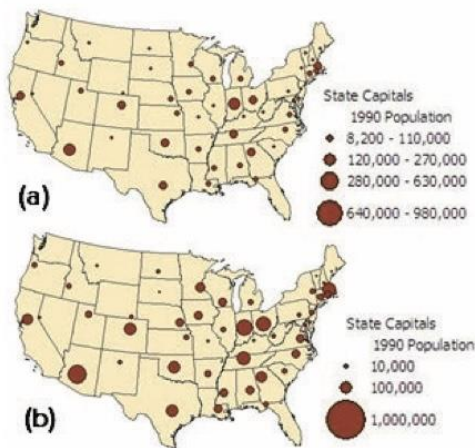 State Capitals
1990 Population
8,200 - 110,000
120,000 - 270,000
280,000 - 630,000
640,000 - 980,000
(a)
State Capitals
1990 Population
10,000
100,000
1,000,000
(b)